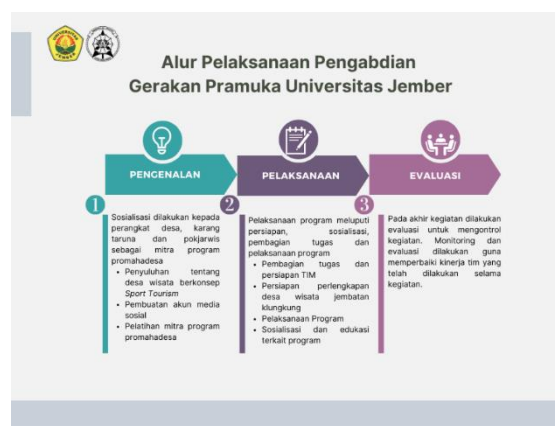 Alur Pelaksanaan Pengabdian
Gerakan Pramuka Universitas Jember
PENGENALAN
1
Sosialisasi dilakukan kepada
perangkat desa, karang
taruna dan pokjarwis
sebagai mitra program
promahadesa
• Penyuluhan tentang
desa wisata berkonsep
Sport Tourism
• Pembuatan akun media
sosial
• Pelatihan mitra program
promahadesa
PELAKSANAAN
2
Pelaksanaan program meluputi
persiapan, sosialisasi,
pembagian tugas dan
pelaksanaan program
• Pembagian tugas dan
persiapan TIM
• Persiapan perlengkapan
desa wisata jembatan
klungkung
• Pelaksanaan Program
• Sosialisasi dan edukasi
terkait program
EVALUASI
3
Pada akhir kegiatan dilakukan
evaluasi untuk mengontrol
kegiatan. Monitoring dan
evaluasi dilakukan guna
memperbaiki kinerja tim yang
telah dilakukan selama
kegiatan.